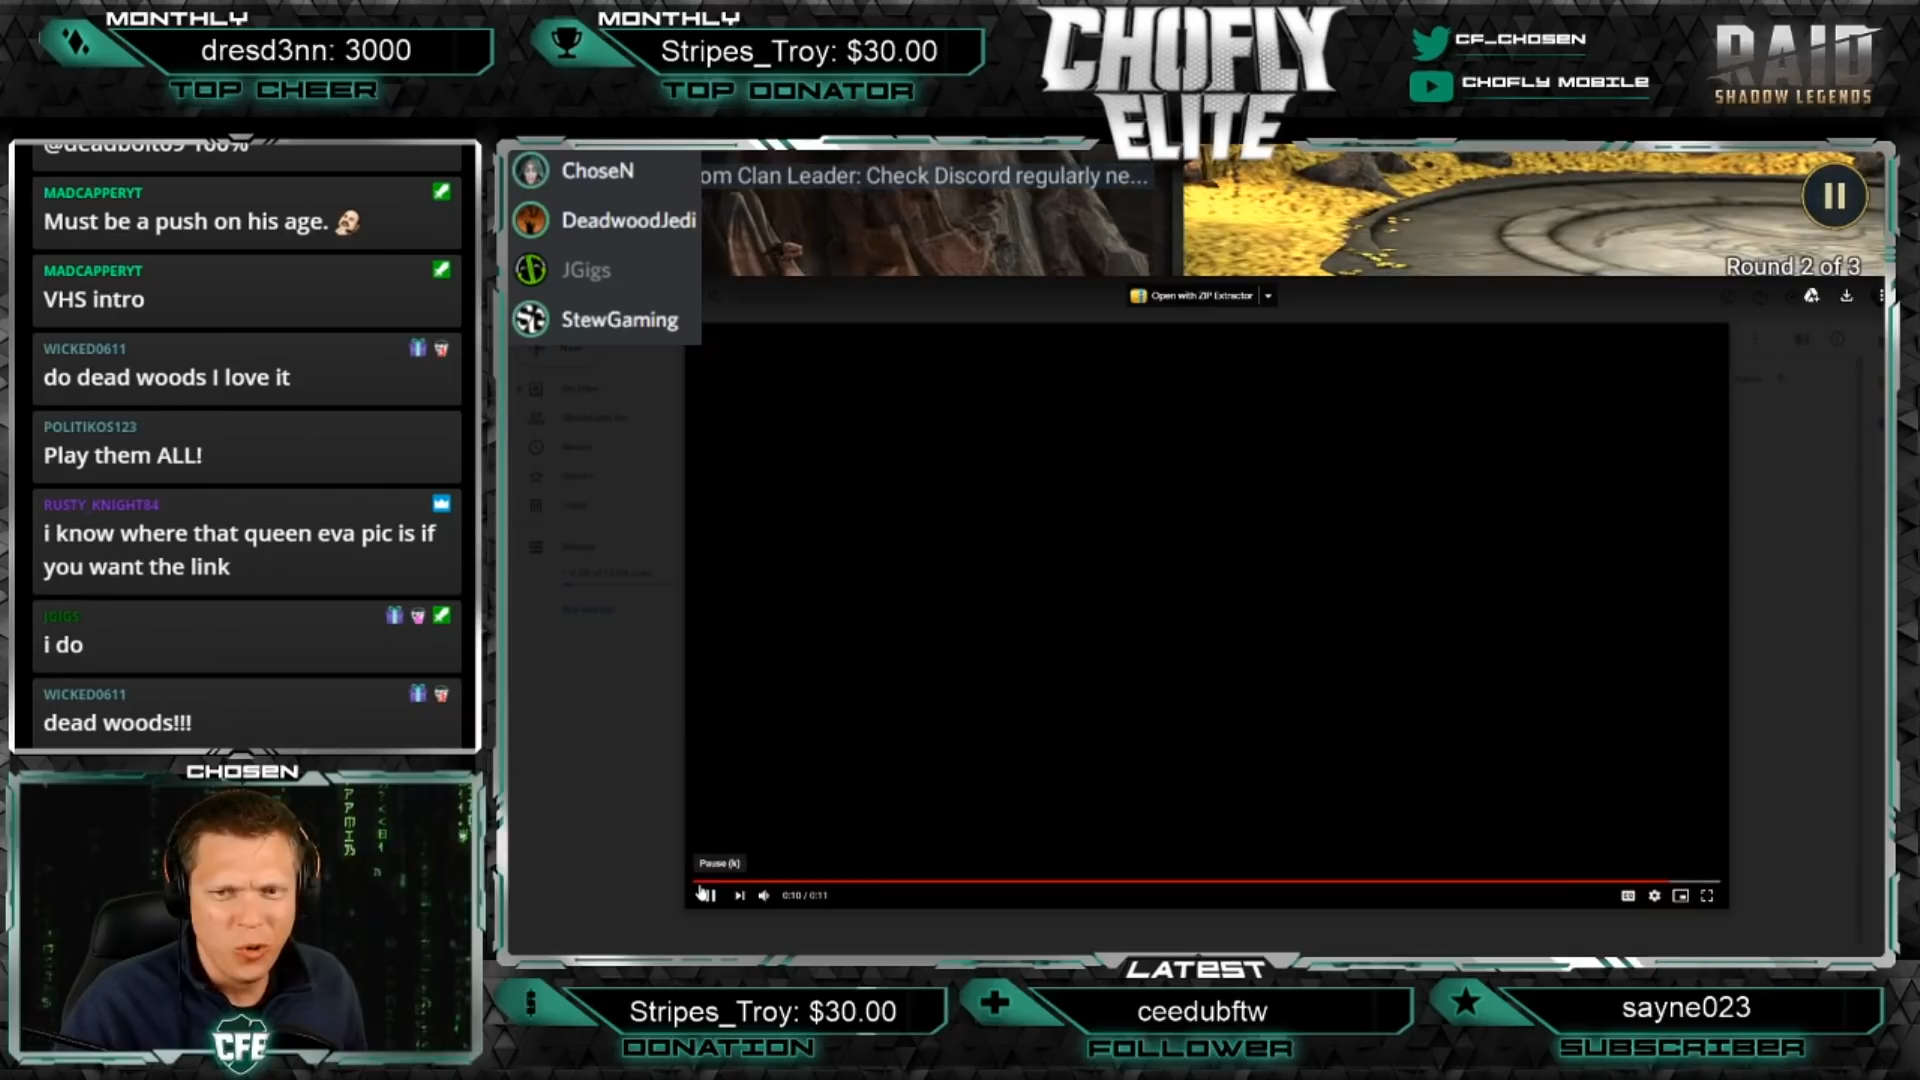 MONTHLY
dresd3nn: 3000
TOP CHEER
MONTHLY
Stripes_Troy: $30.00
TOP DONATOR
CHOFLY
ELITE
CF_CHOSEN
CHOFLY MOBILE
RAID
SHADOW LEGENDS
MADCAPPERYT
Must be a push on his age.
MADCAPPERYT
VHS intro
WICKED0611
do dead woods I love it
POLITIKOS123
Play them ALL!
RUSTY_KNIGHT84
i know where that queen eva pic is if
you want the link
JGIGS
i do
WICKED0611
dead woods!!!
ChoseN
DeadwoodJedi
JGigs
StewGaming
om Clan Leader: Check Discord regularly ne...
Round 2 of 3
Open with ZIP Extractor
Pause (k)
0:10 / 0:11
CHOSEN
CFE
LATEST
Stripes_Troy: $30.00
DONATION
ceedubftw
FOLLOWER
sayne023
SUBSCRIBER